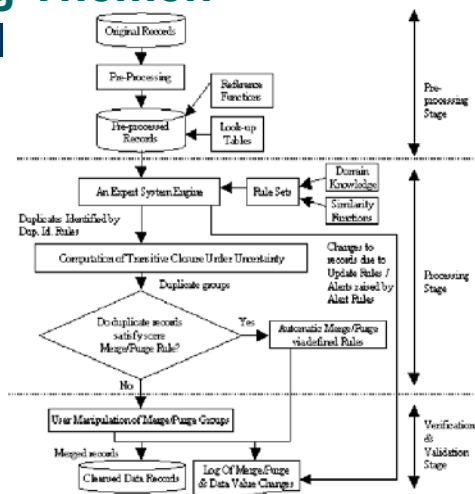 Original Records
Pre-Processing
Reference
Functions
Pre-processed
Records
Look-up
Tables
Pre-
processing
Stage
An Expert System Engine
Rule Sets
Domain
Knowledge
Similarity
Functions
Duplicates Identified by
Dup. Id. Rules
Computation of Transitive Closure Under Uncertainty
Changes to
records due to
Update Rules /
Alerts raised by
Alert Rules
Processing
Stage
Duplicate groups
Do duplicate records
satisfy score
Merge/Purge Rule?
Yes
Automatic Merge/Purge
via defined Rules
No
User Manipulation of Merge/Purge Groups
Merged records
Cleansed Data Records
Log Of Merge/Purge
& Data Value Changes
Verification
&
Validation
Stage